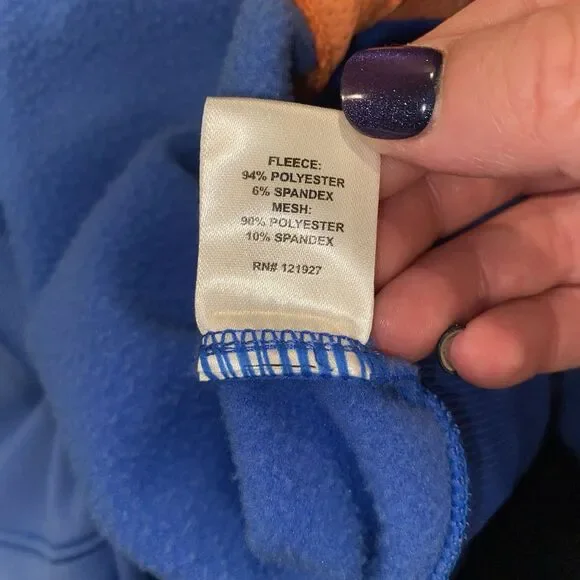 FLEECE:
94% POLYESTER
6% SPANDEX
MESH:
90% POLYESTER
10% SPANDEX
RN# 121927